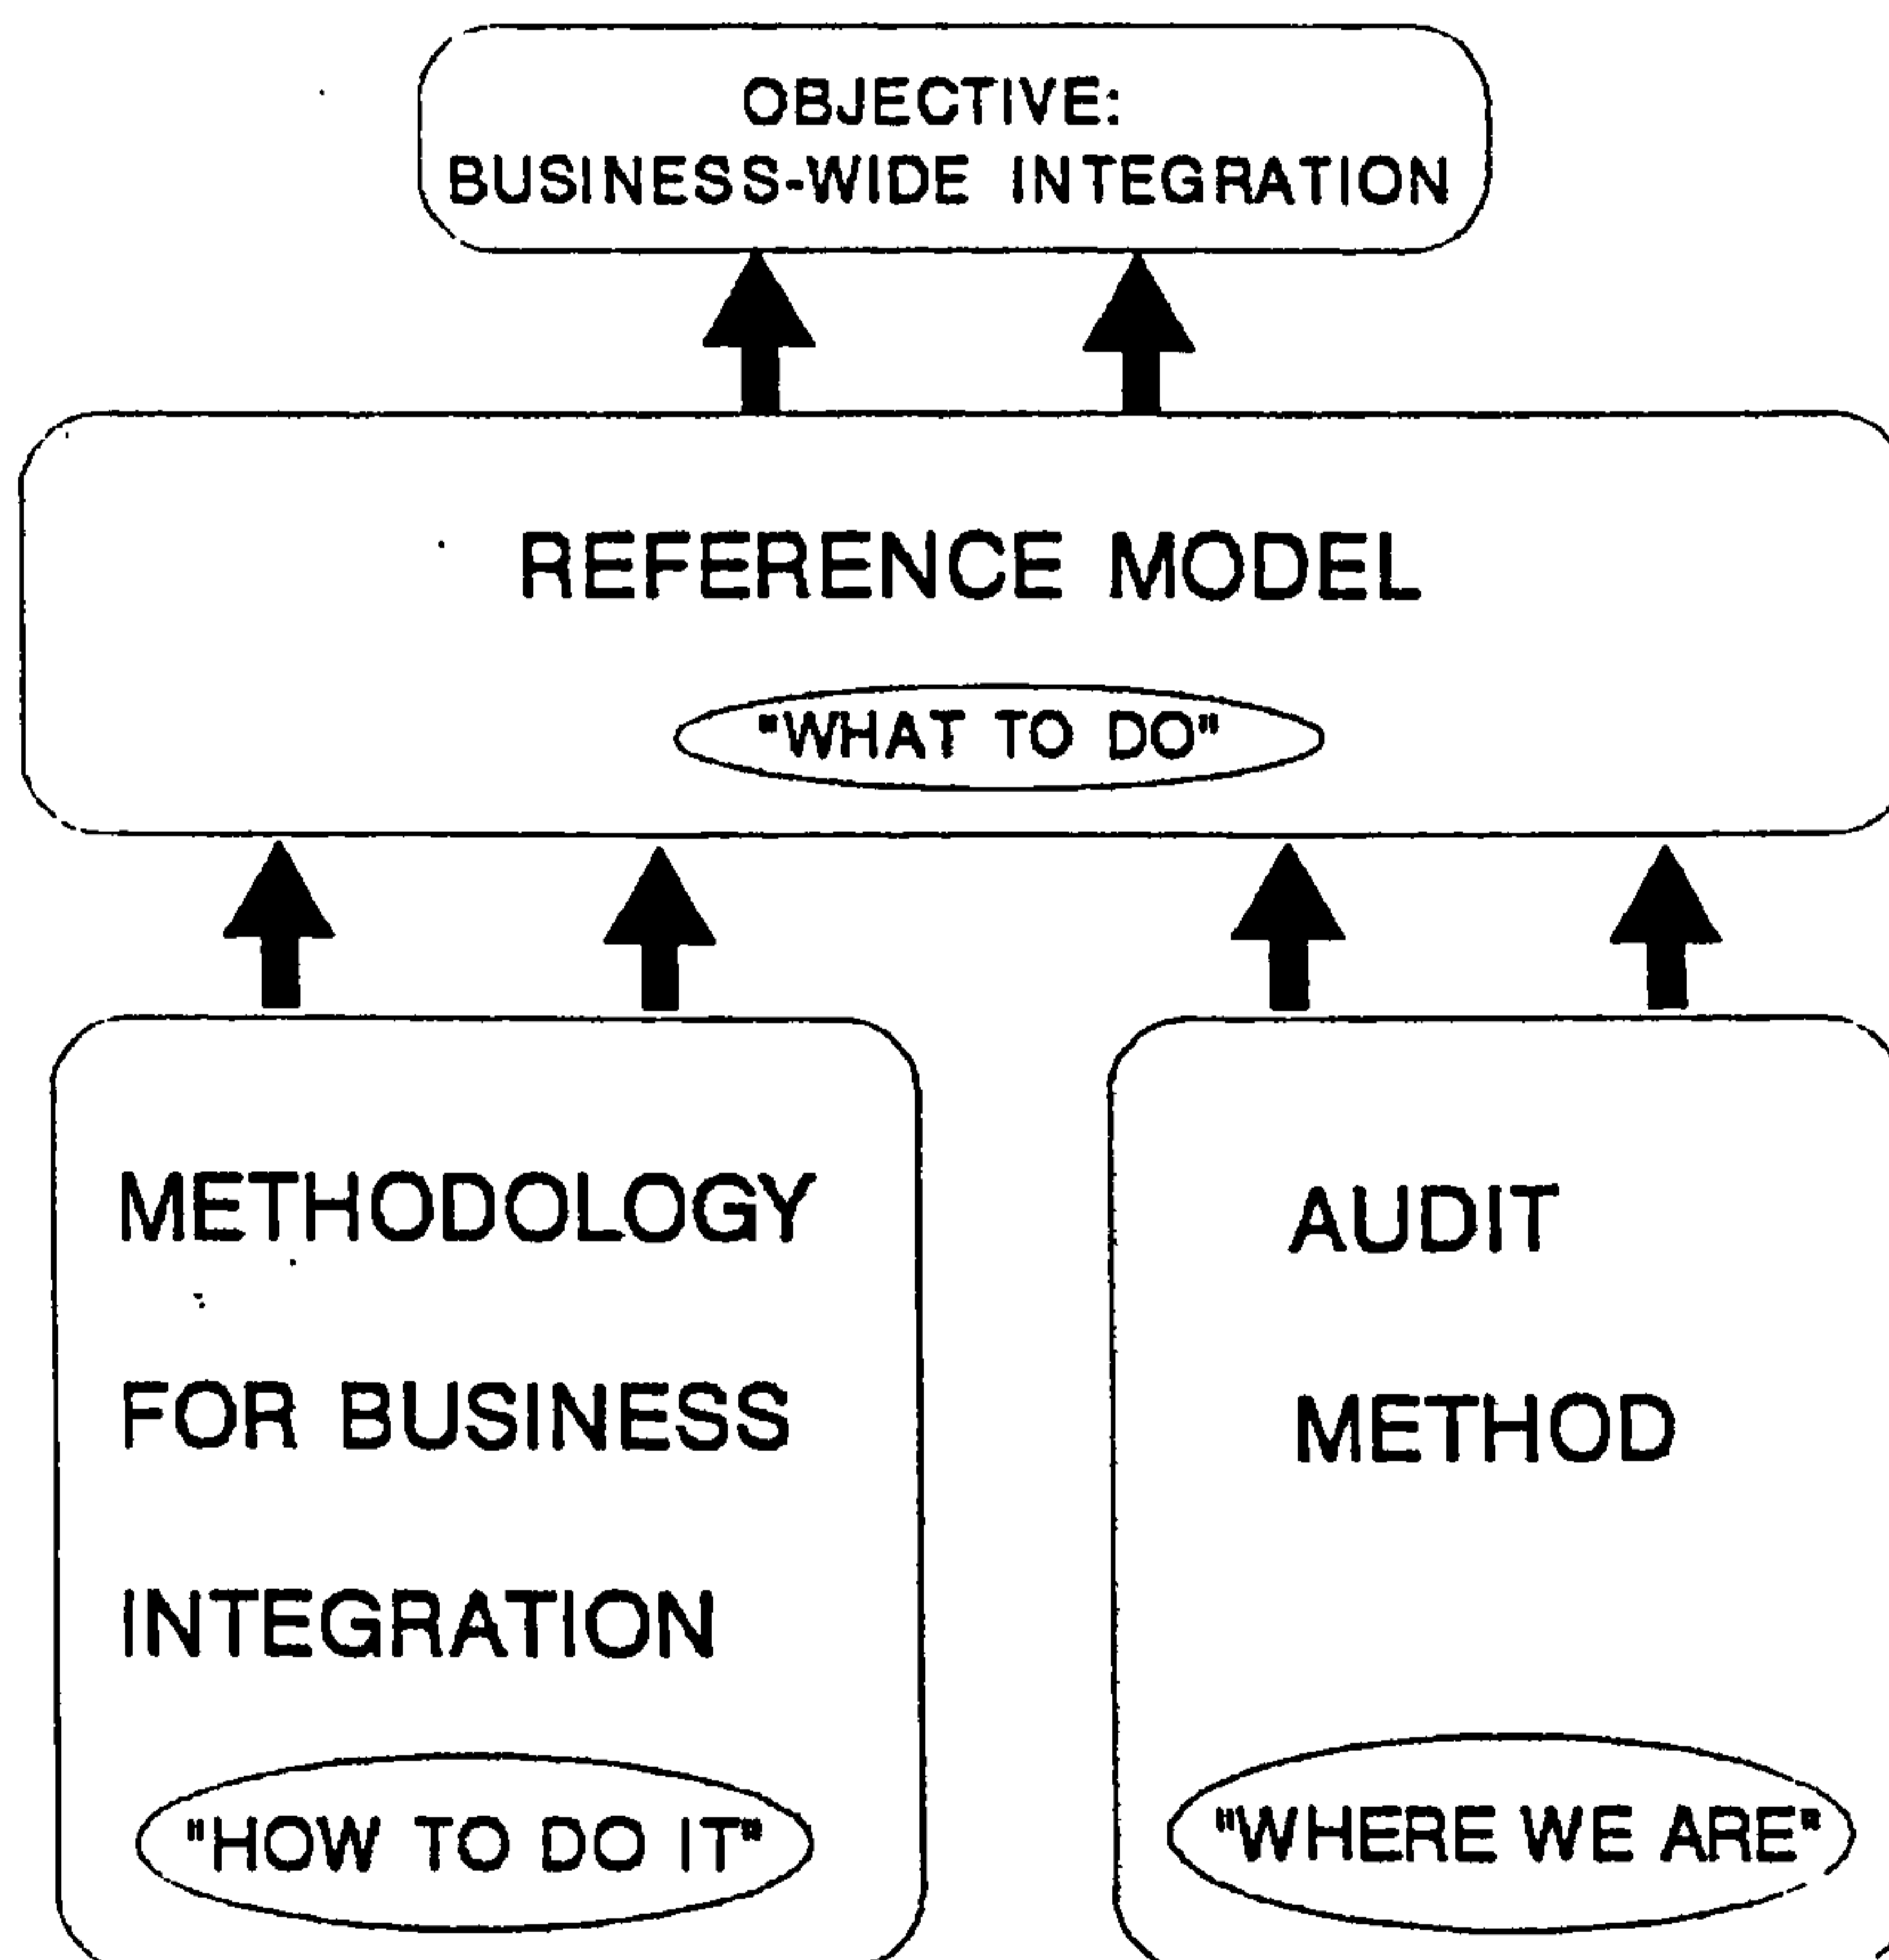 OBJECTIVE:
BUSINESS-WIDE INTEGRATION
REFERENCE MODEL
"WHAT TO DO"
METHODOLOGY
FOR BUSINESS
INTEGRATION
"HOW TO DO IT"
AUDIT
METHOD
"WHERE WE ARE"